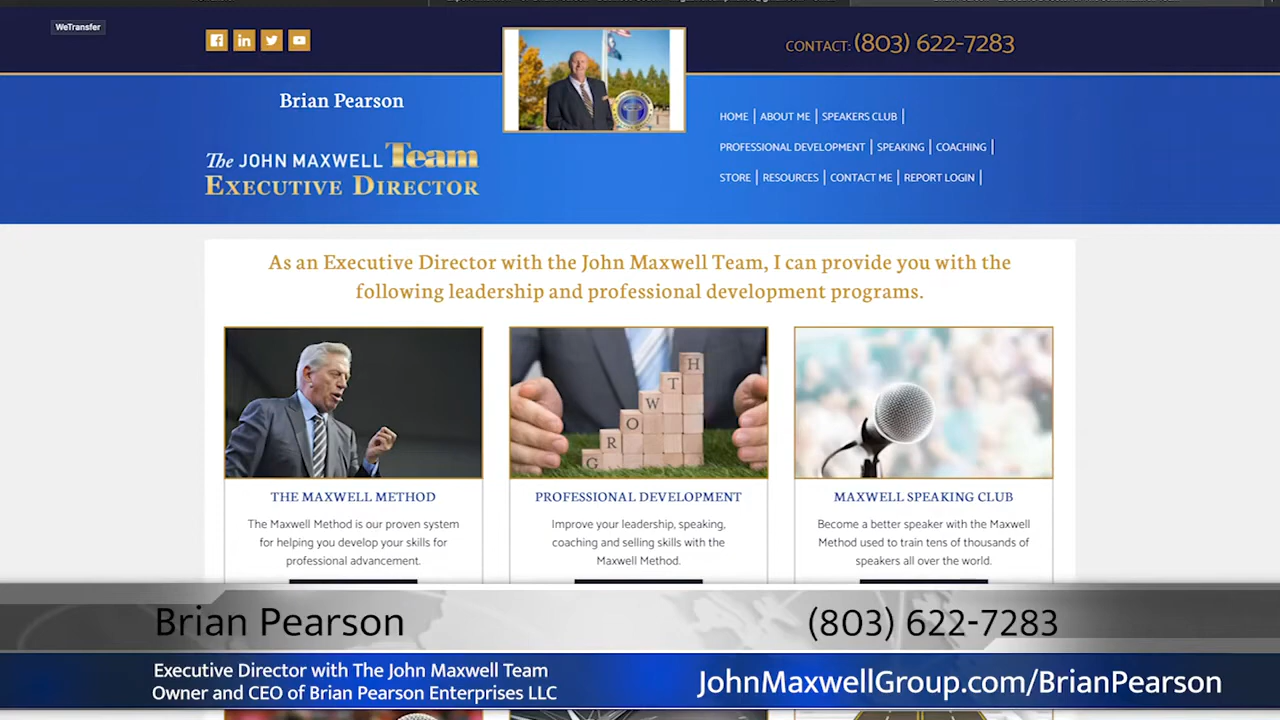 WeTransfer
CONTACT: (803) 622-7283
Brian Pearson
The JOHN MAXWELL Team
EXECUTIVE DIRECTOR
HOME | ABOUT ME | SPEAKERS CLUB |
PROFESSIONAL DEVELOPMENT | SPEAKING | COACHING |
STORE | RESOURCES | CONTACT ME | REPORT LOGIN |
As an Executive Director with the John Maxwell Team, I can provide you with the
following leadership and professional development programs.
G R O W T H
THE MAXWELL METHOD
The Maxwell Method is our proven system
for helping you develop your skills for
professional advancement.
PROFESSIONAL DEVELOPMENT
Improve your leadership, speaking,
coaching and selling skills with the
Maxwell Method.
MAXWELL SPEAKING CLUB
Become a better speaker with the Maxwell
Method used to train tens of thousands of
speakers all over the world.
Brian Pearson
(803) 622-7283
Executive Director with The John Maxwell Team
Owner and CEO of Brian Pearson Enterprises LLC
JohnMaxwellGroup.com/BrianPearson